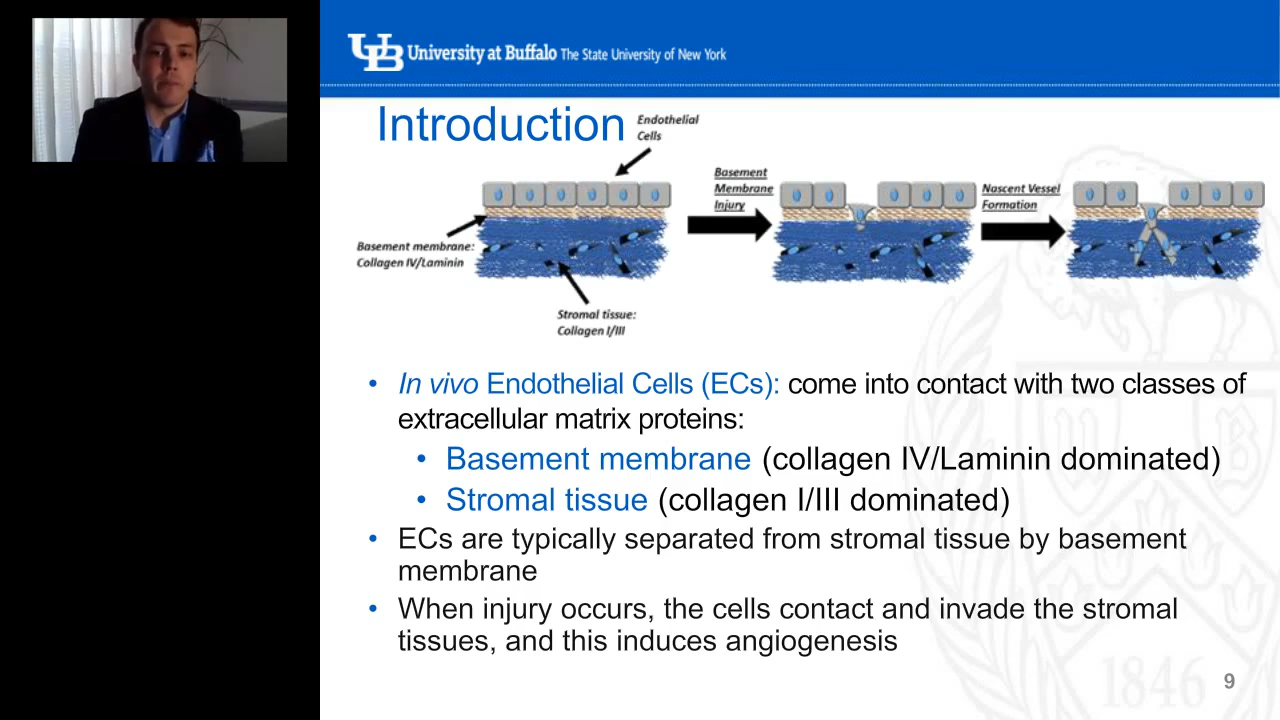 UB University at Buffalo The State University of New York
Introduction
Endothelial
Cells
Basement
Membrane
Injury
Nascent Vessel
Formation
Basement membrane:
Collagen IV/Laminin
Stromal tissue:
Collagen I/III
• In vivo Endothelial Cells (ECs): come into contact with two classes of
extracellular matrix proteins:
• Basement membrane (collagen IV/Laminin dominated)
• Stromal tissue (collagen I/III dominated)
• ECs are typically separated from stromal tissue by basement
membrane
• When injury occurs, the cells contact and invade the stromal
tissues, and this induces angiogenesis
UB
1846
9